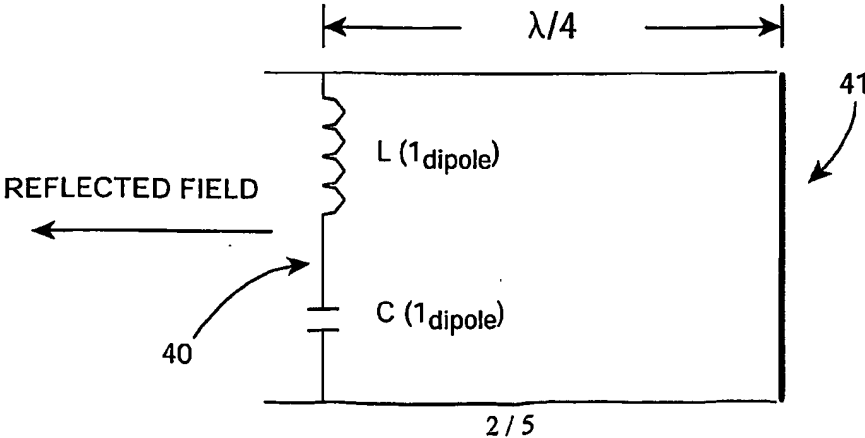 λ/4
41
L (1dipole)
REFLECTED FIELD
C (1dipole)
40
2/5